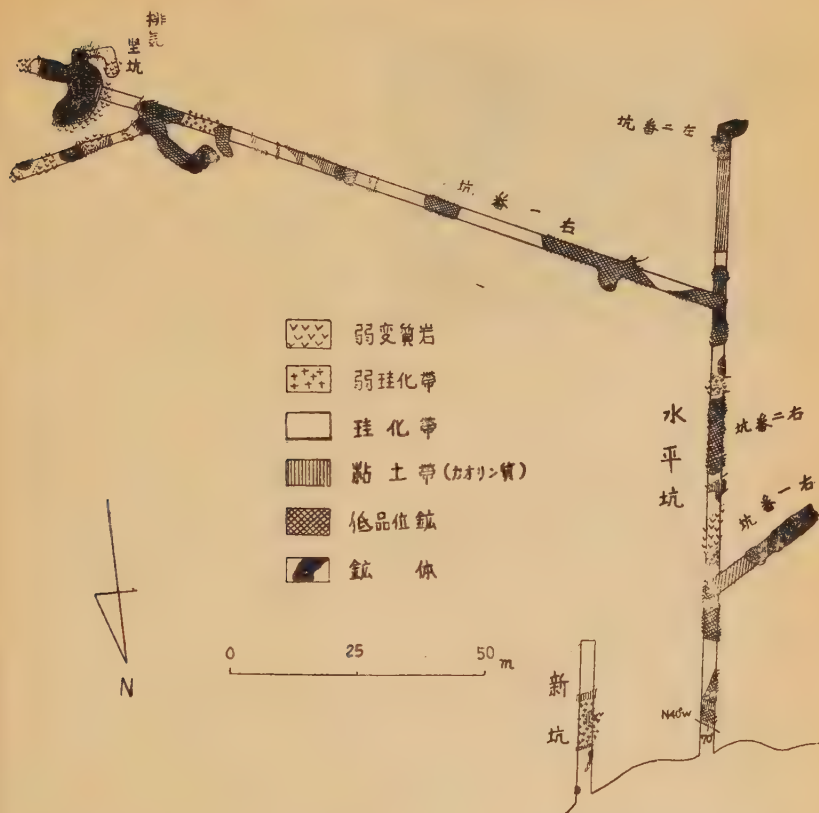 排気
竪坑
坑番二左
坑番一右
弱変質岩
弱珪化帯
珪化帯
粘土帯(カオリン質)
低品位鉱
鉱体
水平坑
坑番二右
坑番一右
N
0 25 50 m
新坑
N40°W
70